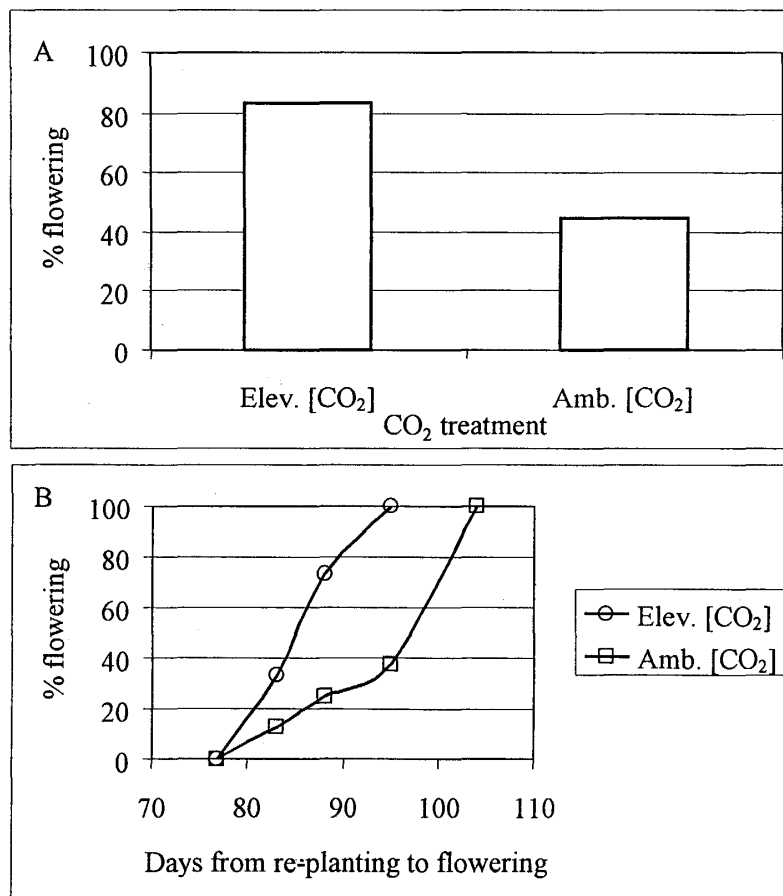 A
100
80
60
40
20
0
% flowering
Elev. [CO₂] Amb. [CO₂]
CO₂ treatment
B
100
80
60
40
20
0
% flowering
70 80 90 100 110
Days from re-planting to flowering
Elev. [CO₂]
Amb. [CO₂]